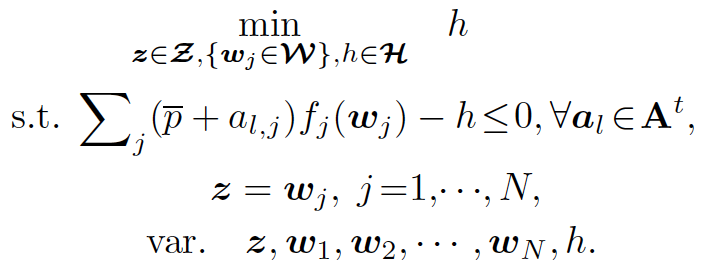 min h
z∈𝒵,{w_j∈𝒲},h∈ℋ
s.t. ∑_j (p̅ + a_{l,j}) f_j(w_j) − h ≤ 0, ∀a_l ∈ A^t,
z = w_j, j=1,···, N,
var. z, w_1, w_2, ··· , w_N, h.